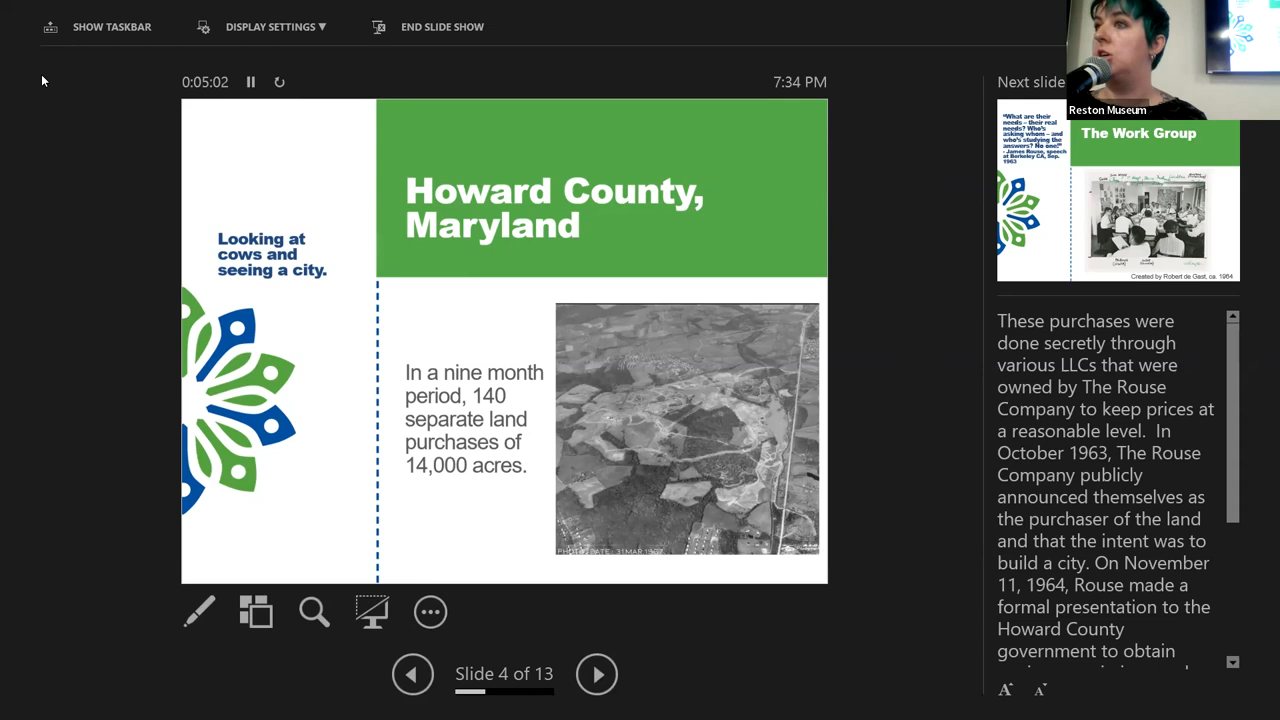 SHOW TASKBAR
DISPLAY SETTINGS ▼
END SLIDE SHOW
0:05:02
7:34 PM
Howard County,
Maryland
Looking at
cows and
seeing a city.
In a nine month
period, 140
separate land
purchases of
14,000 acres.
PHOTO DATE: 31MAR1967
Slide 4 of 13
Reston Museum
Next slide
"What are their
needs – their real
needs? Who's
asking whom – and
who's studying the
answers? No one."
- James Rouse, speech
at Berkeley CA, Sep.
1963
The Work Group
Created by Robert de Gast, ca. 1964
These purchases were
done secretly through
various LLCs that were
owned by The Rouse
Company to keep prices at
a reasonable level. In
October 1963, The Rouse
Company publicly
announced themselves as
the purchaser of the land
and that the intent was to
build a city. On November
11, 1964, Rouse made a
formal presentation to the
Howard County
government to obtain
A A